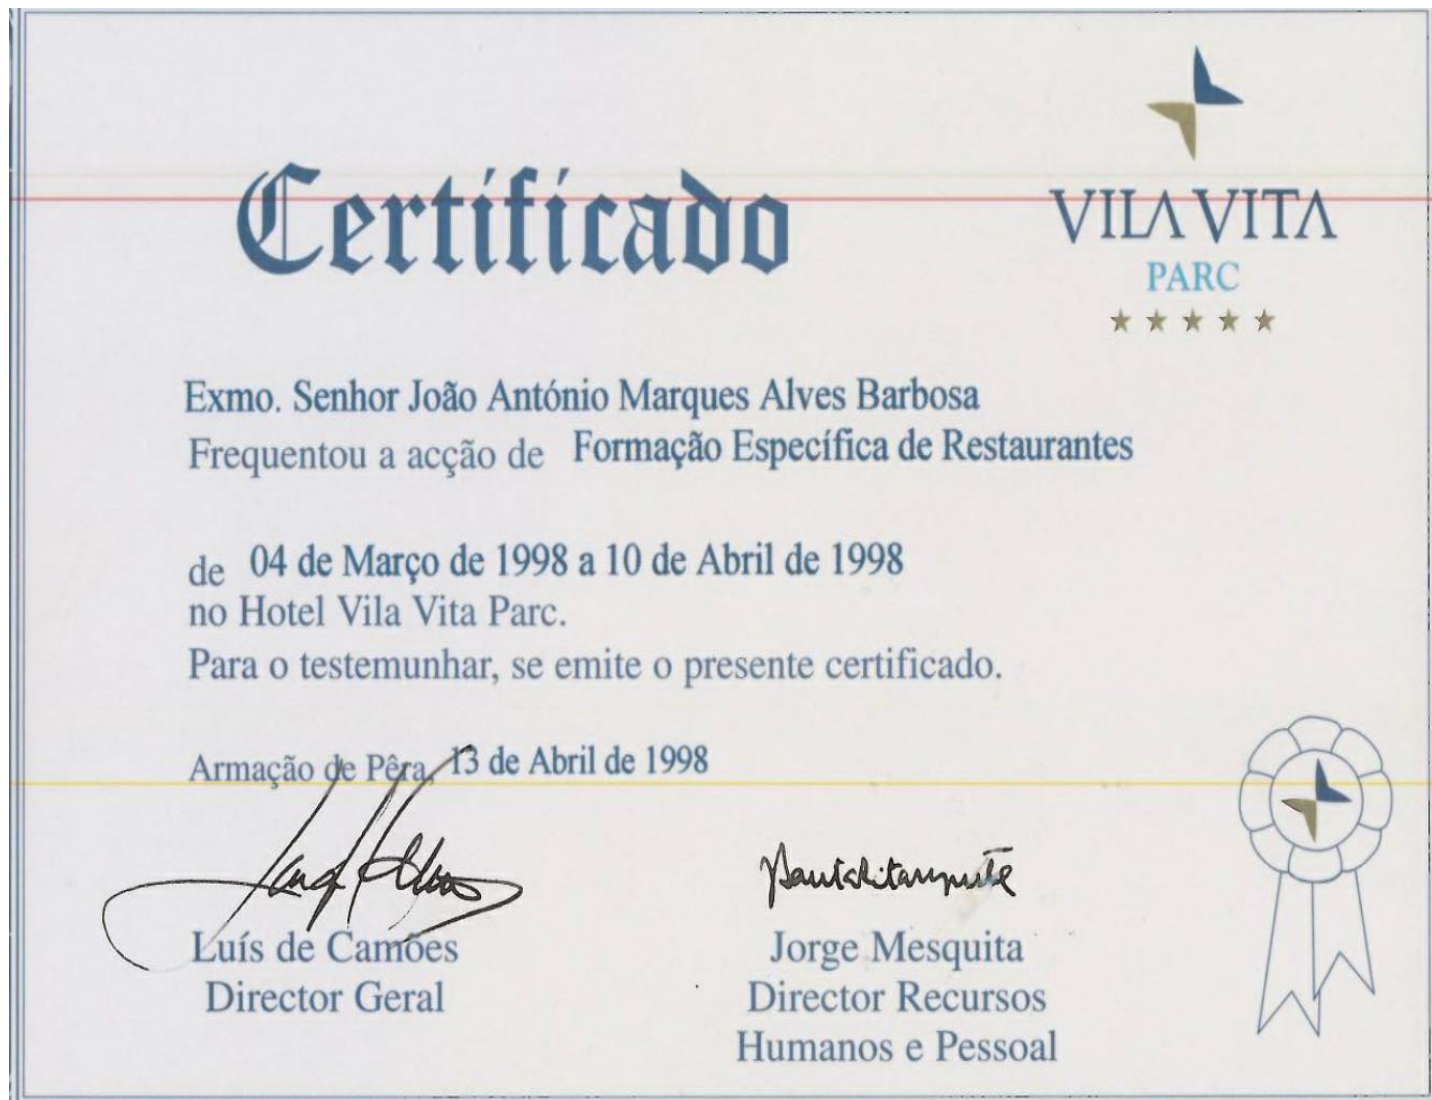 Certificado
VILA VITA
PARC
Exmo. Senhor João António Marques Alves Barbosa
Frequentou a acção de Formação Específica de Restaurantes
de 04 de Março de 1998 a 10 de Abril de 1998
no Hotel Vila Vita Parc.
Para o testemunhar, se emite o presente certificado.
Armação de Pêra, 13 de Abril de 1998
Luís de Camões
Director Geral
Jorge Mesquita
Director Recursos
Humanos e Pessoal